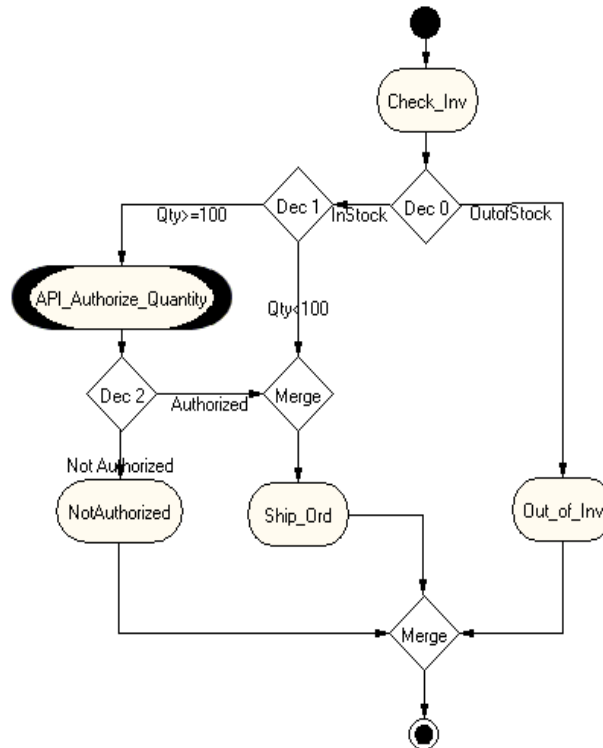 Check_Inv
Dec 1
Dec 0
Qty>=100
InStock
OutofStock
API_Authorize_Quantity
Qty<100
Dec 2
Merge
Authorized
Not Authorized
NotAuthorized
Ship_Ord
Out_of_Inv
Merge